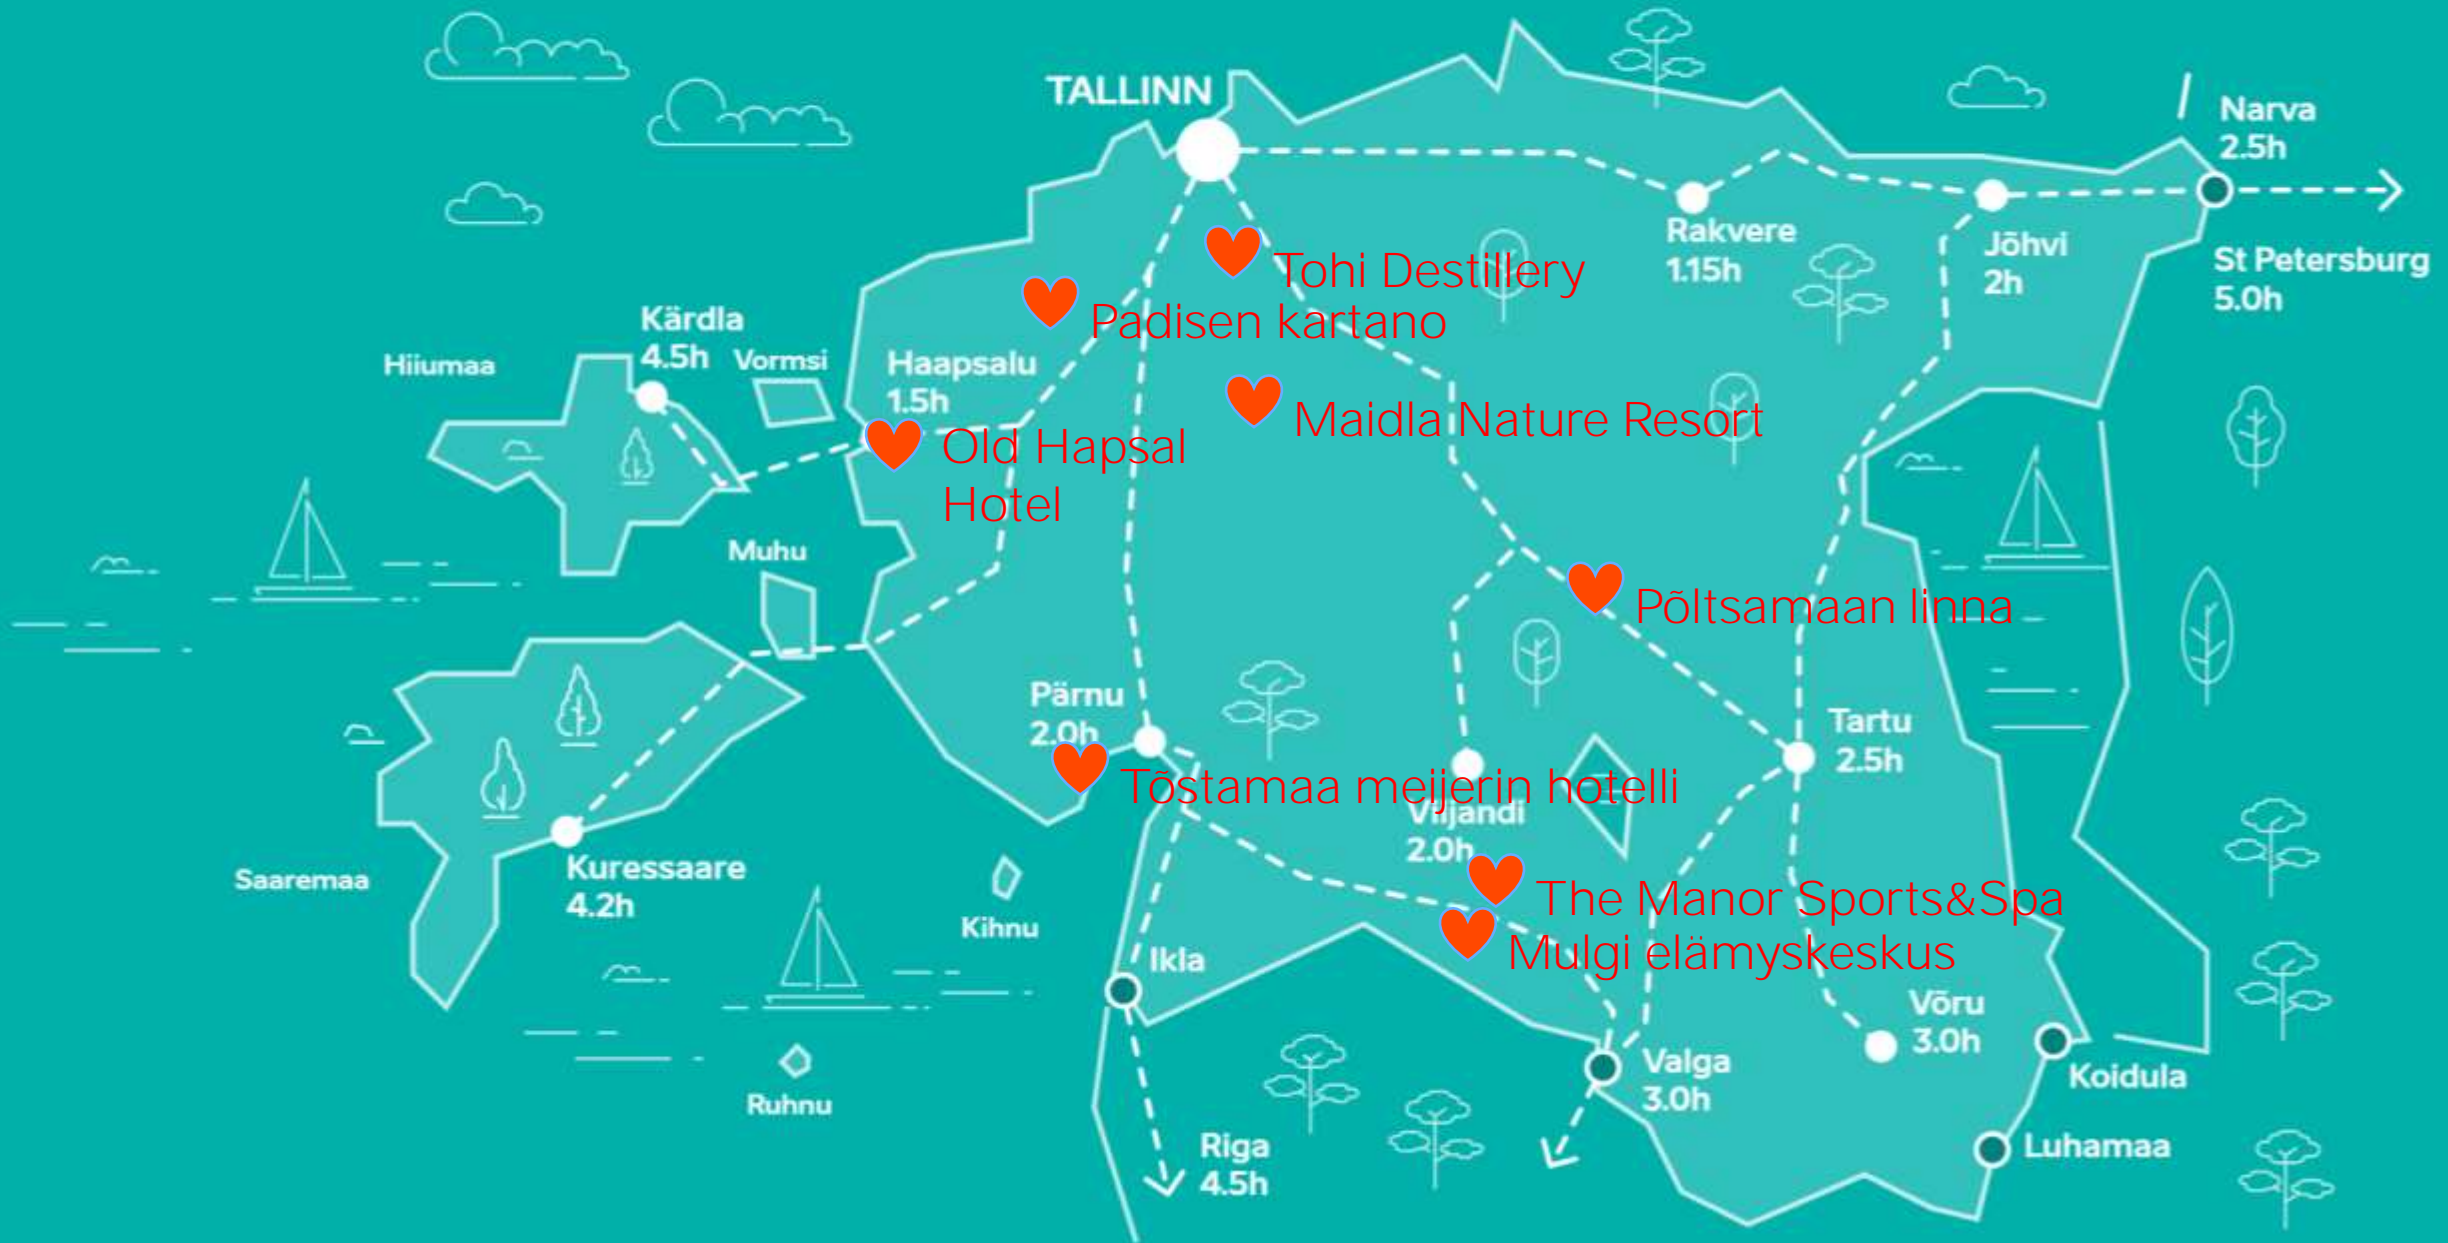 TALLINN
Narva
2.5h
Rakvere
1.15h
Jõhvi
2h
St Petersburg
5.0h
Tohi Destillery
Padisen kartano
Kärdla
4.5h
Hiiumaa
Vormsi
Haapsalu
1.5h
Maidla Nature Resort
Old Hapsal
Hotel
Muhu
Põltsamaan linna
Pärnu
2.0h
Tartu
2.5h
Tõstamaa meijerin hotelli
Viljandi
2.0h
Kuressaare
4.2h
Saaremaa
The Manor Sports&Spa
Mulgi elämyskeskus
Kihnu
Ikla
Võru
3.0h
Valga
3.0h
Koidula
Ruhnu
Riga
4.5h
Luhamaa